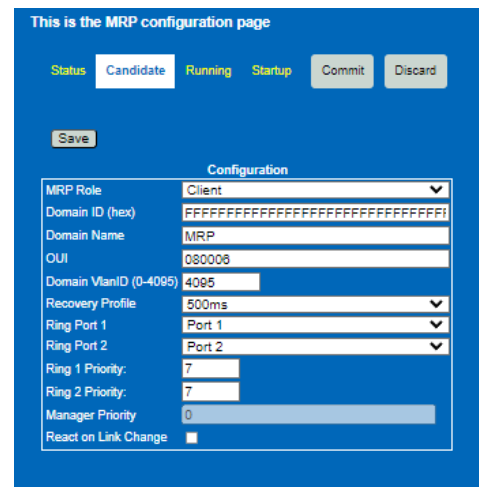 This is the MRP configuration page
Status Candidate Running Startup Commit Discard
Save
Configuration
MRP Role Client
Domain ID (hex) FFFFFFFFFFFFFFFFFFFFFFFFFFFFFFF
Domain Name MRP
OUI 080006
Domain VlanID (0-4095) 4095
Recovery Profile 500ms
Ring Port 1 Port 1
Ring Port 2 Port 2
Ring 1 Priority: 7
Ring 2 Priority: 7
Manager Priority 0
React on Link Change